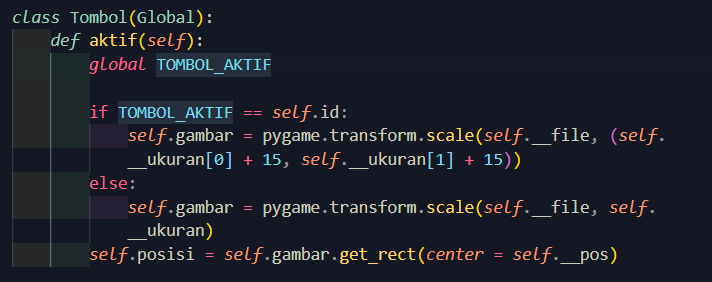 class Tombol(Global):
    def aktif(self):
        global TOMBOL_AKTIF

        if TOMBOL_AKTIF == self.id:
            self.gambar = pygame.transform.scale(self.__file, (self.
            __ukuran[0] + 15, self.__ukuran[1] + 15))
        else:
            self.gambar = pygame.transform.scale(self.__file, self.
            __ukuran)
        self.posisi = self.gambar.get_rect(center = self.__pos)